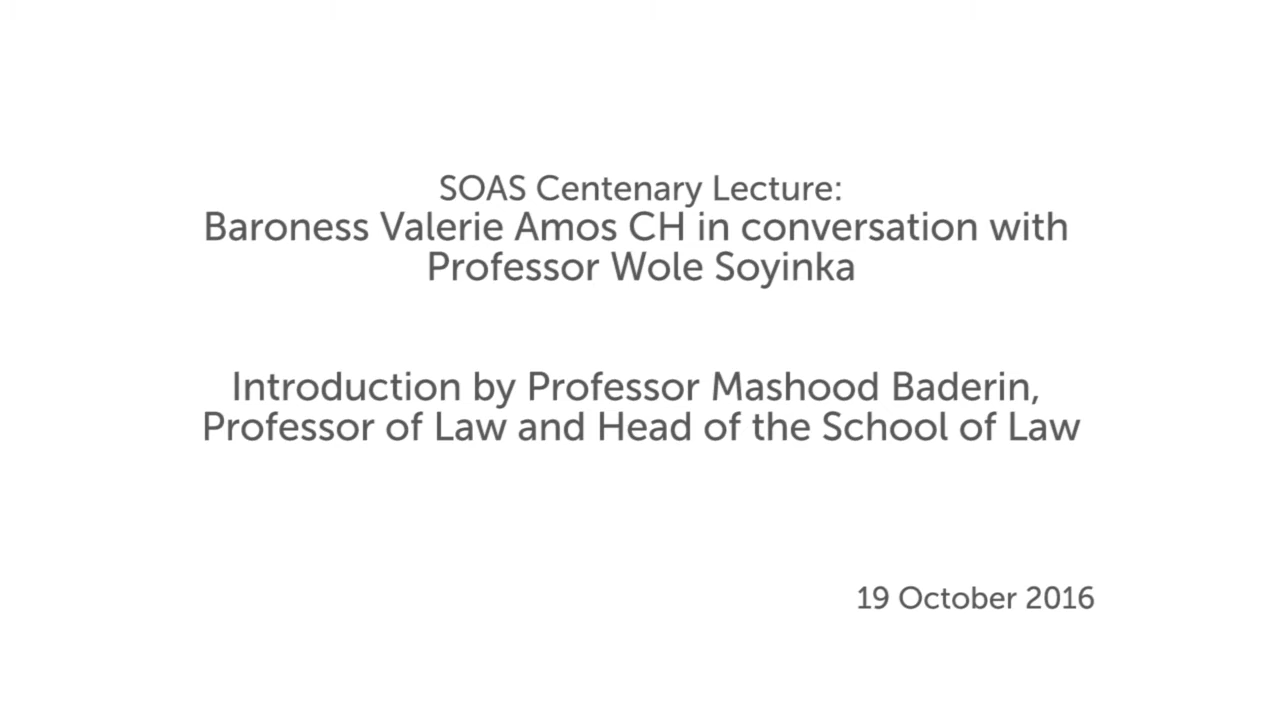 SOAS Centenary Lecture:
Baroness Valerie Amos CH in conversation with
Professor Wole Soyinka
Introduction by Professor Mashood Baderin,
Professor of Law and Head of the School of Law
19 October 2016